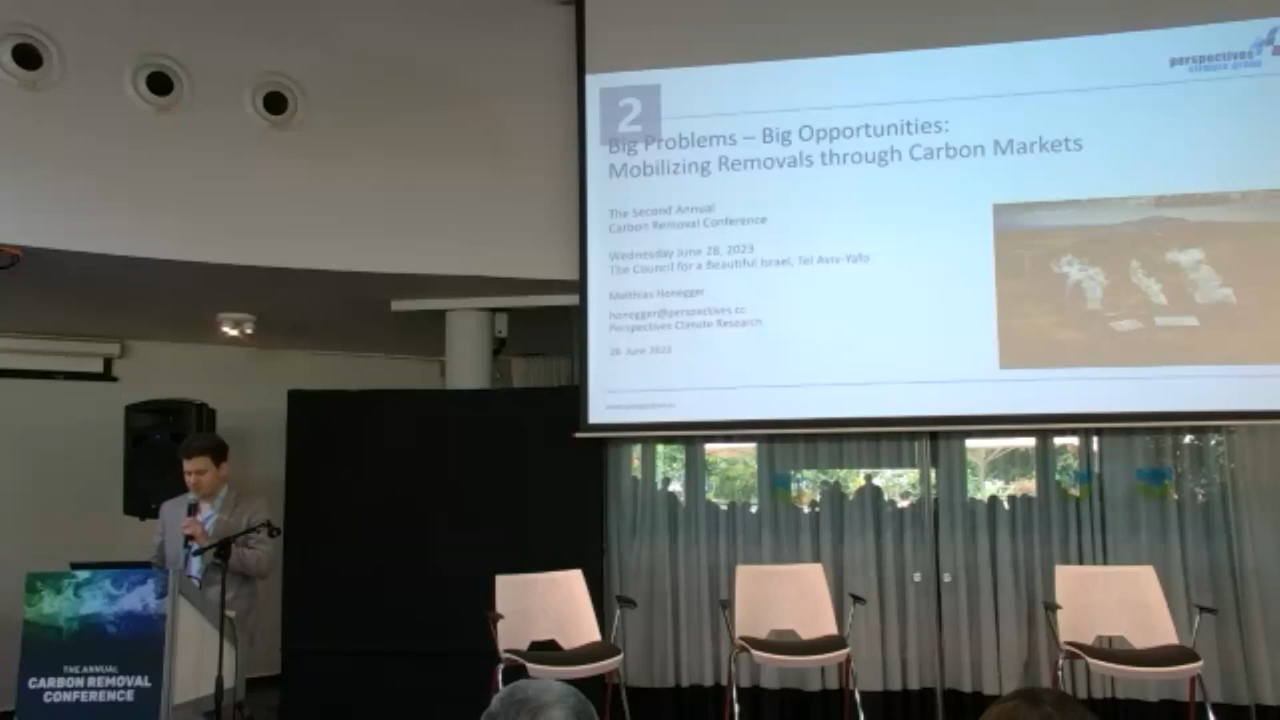 perspectives
climate group
2
Big Problems – Big Opportunities:
Mobilizing Removals through Carbon Markets
The Second Annual
Carbon Removal Conference
Wednesday June 28, 2023
The Council for a Beautiful Israel, Tel Aviv-Yafo
Matthias Honegger
honegger@perspectives.cc
Perspectives Climate Research
28 June 2023
THE ANNUAL
CARBON REMOVAL
CONFERENCE